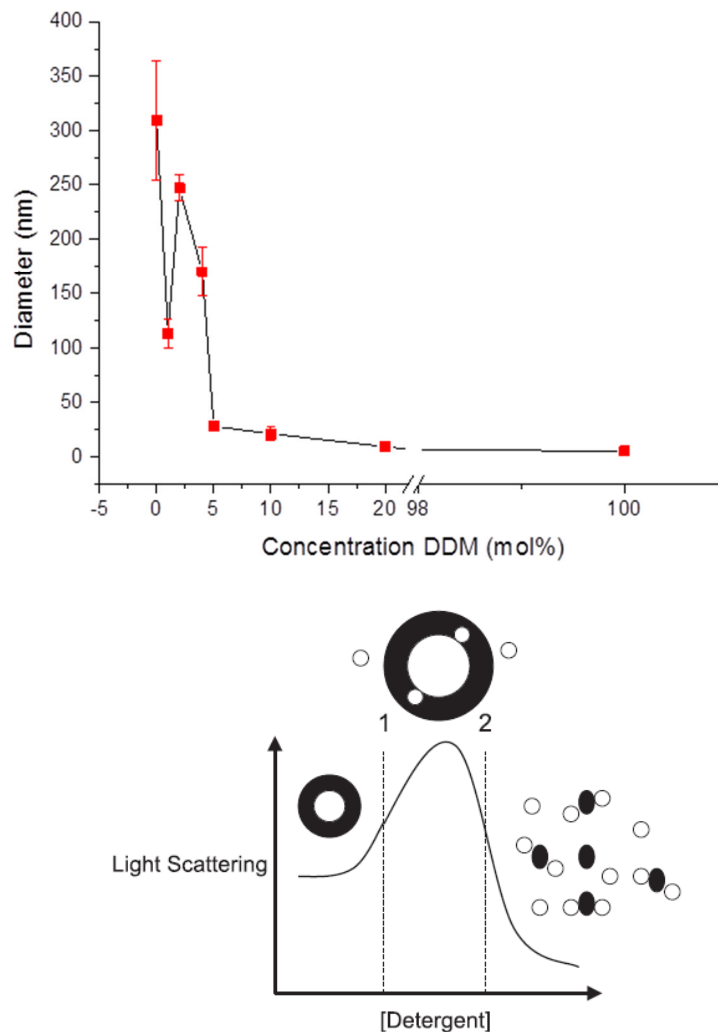 400
350
300
250
200
150
100
50
0
Diameter (nm)
-5 0 5 10 15 20 98 100
Concentration DDM (mol%)
1 2
Light Scattering
[Detergent]